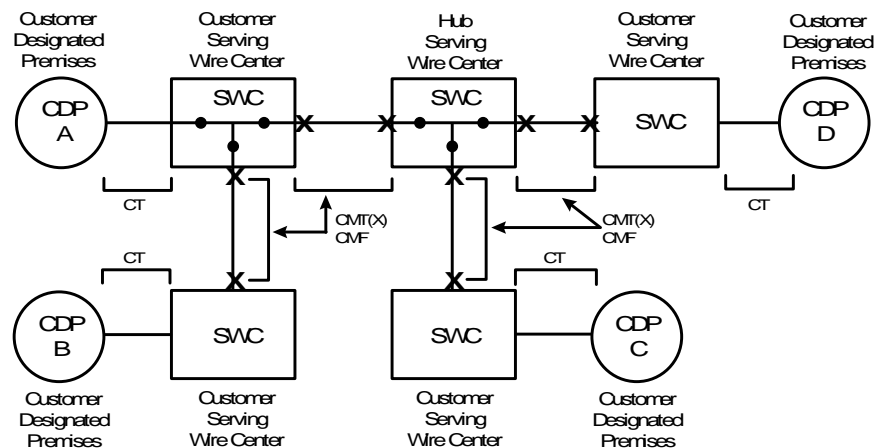 Customer
Designated
Premises
Customer
Serving
Wire Center
Hub
Serving
Wire Center
Customer
Serving
Wire Center
Customer
Designated
Premises
CDP
A
SWC
X
X
SWC
X
X
SWC
CDP
D
X
X
CT
CMT(X)
CMF
CMT(X)
CMF
CT
CT
CT
X
X
CDP
B
SWC
SWC
CDP
C
Customer
Designated
Premises
Customer
Serving
Wire Center
Customer
Serving
Wire Center
Customer
Designated
Premises